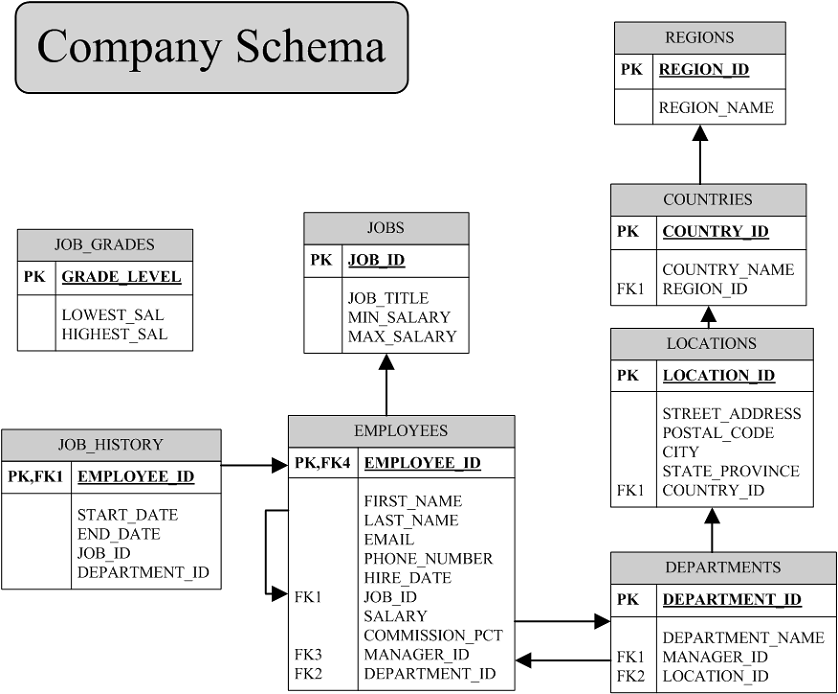 Company Schema
REGIONS
PK REGION_ID
REGION_NAME
COUNTRIES
PK COUNTRY_ID
COUNTRY_NAME
FK1 REGION_ID
JOB_GRADES
PK GRADE_LEVEL
LOWEST_SAL
HIGHEST_SAL
JOBS
PK JOB_ID
JOB_TITLE
MIN_SALARY
MAX_SALARY
LOCATIONS
PK LOCATION_ID
STREET_ADDRESS
POSTAL_CODE
CITY
STATE_PROVINCE
FK1 COUNTRY_ID
JOB_HISTORY
PK,FK1 EMPLOYEE_ID
START_DATE
END_DATE
JOB_ID
DEPARTMENT_ID
EMPLOYEES
PK,FK4 EMPLOYEE_ID
FIRST_NAME
LAST_NAME
EMAIL
PHONE_NUMBER
HIRE_DATE
FK1 JOB_ID
SALARY
COMMISSION_PCT
FK3 MANAGER_ID
FK2 DEPARTMENT_ID
DEPARTMENTS
PK DEPARTMENT_ID
DEPARTMENT_NAME
FK1 MANAGER_ID
FK2 LOCATION_ID